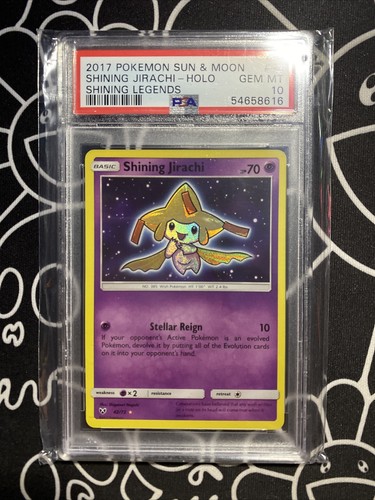 2017 POKEMON SUN & MOON
SHINING JIRACHI-HOLO GEM MT
SHINING LEGENDS 10
PSA 54658616
BASIC Shining Jirachi HP70
Stellar Reign 10
If your opponent's Active Pokémon is an evolved
Pokémon, devolve it by putting all of the Evolution cards
on it into your opponent's hand.
weakness ×2 resistance retreat